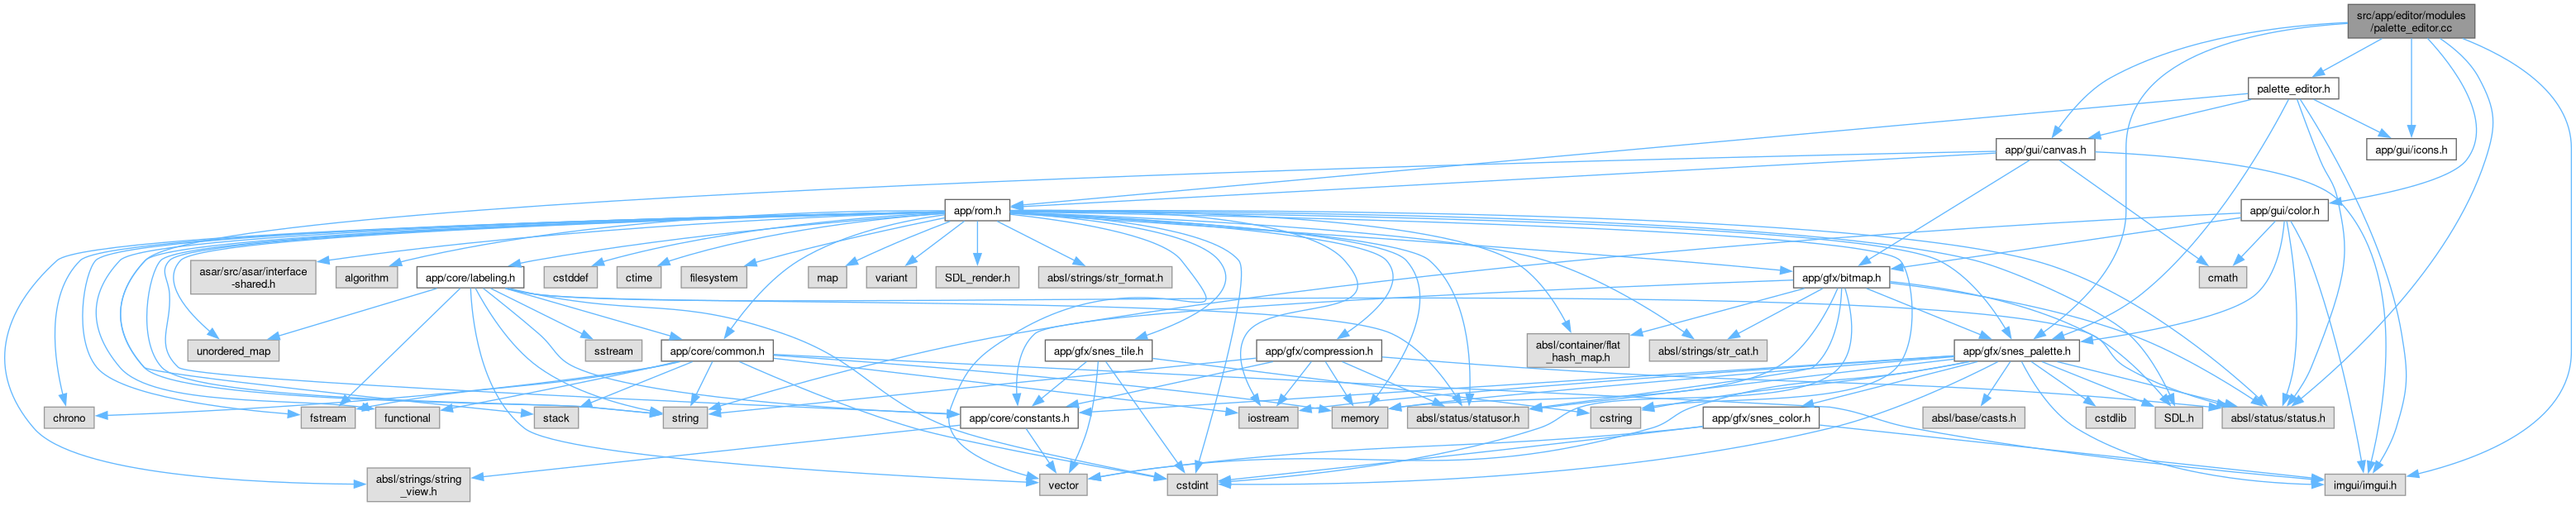 src/app/editor/modules
/palette_editor.cc
palette_editor.h
app/gui/canvas.h
app/gui/icons.h
app/rom.h
app/gui/color.h
asar/src/asar/interface
-shared.h
algorithm
app/core/labeling.h
cstddef
ctime
filesystem
map
variant
SDL_render.h
absl/strings/str_format.h
app/gfx/bitmap.h
cmath
unordered_map
sstream
app/core/common.h
app/gfx/snes_tile.h
app/gfx/compression.h
absl/container/flat
_hash_map.h
absl/strings/str_cat.h
app/gfx/snes_palette.h
chrono
fstream
functional
stack
string
app/core/constants.h
iostream
memory
absl/status/statusor.h
cstring
app/gfx/snes_color.h
absl/base/casts.h
cstdlib
SDL.h
absl/status/status.h
absl/strings/string
_view.h
vector
cstdint
imgui/imgui.h